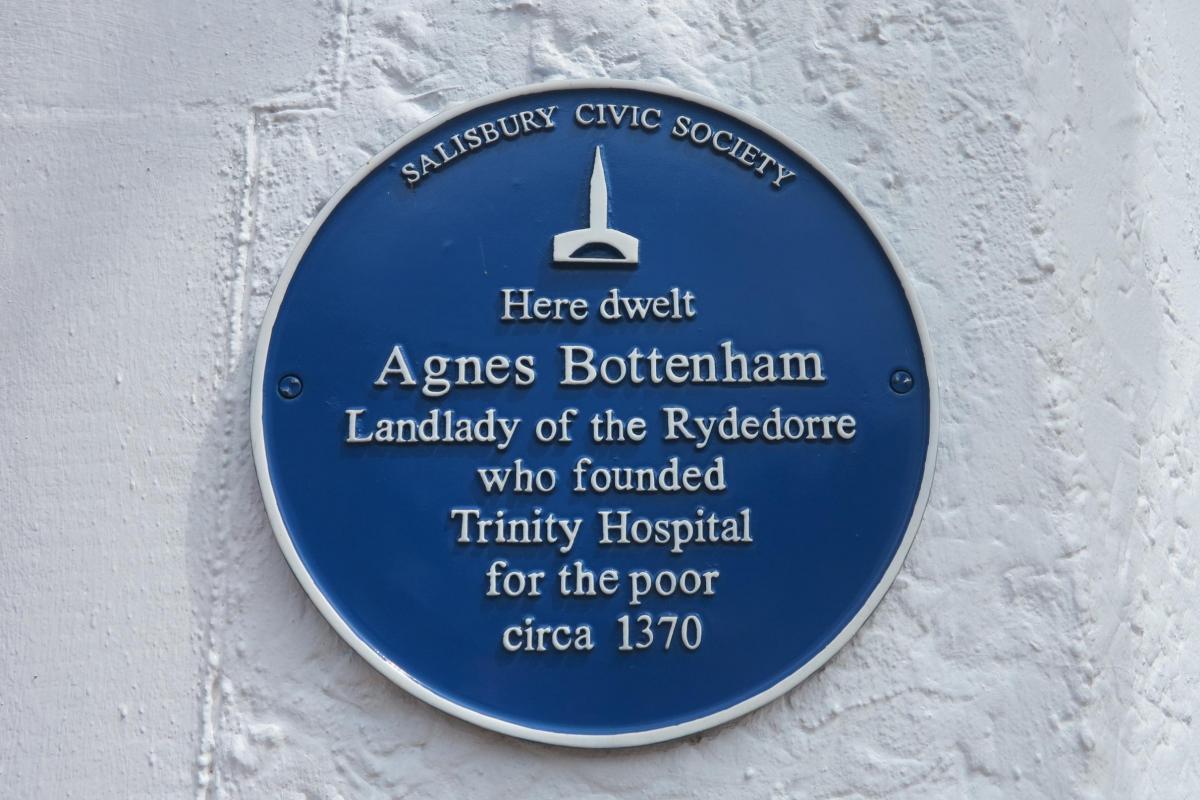 SALISBURY CIVIC SOCIETY
Here dwelt
Agnes Bottenham
Landlady of the Rydedorre
who founded
Trinity Hospital
for the poor
circa 1370